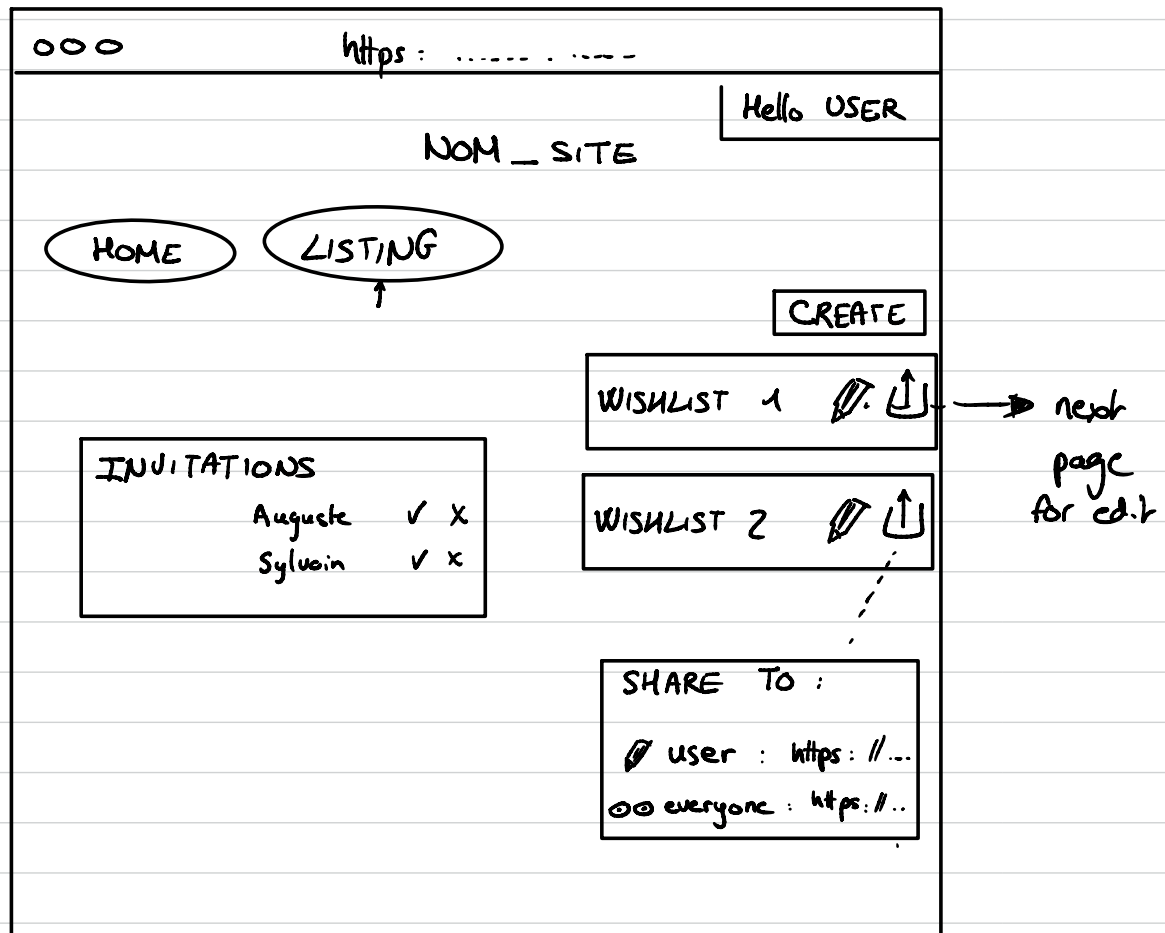 https : ...... . .....
Hello USER
NOM _ SITE
HOME
LISTING
CREATE
WISHLIST 1
next
page
for edit
INVITATIONS
Auguste ✓ x
Sylvain ✓ x
WISHLIST 2
SHARE TO :
user : https : // ...
everyone : https : // ..